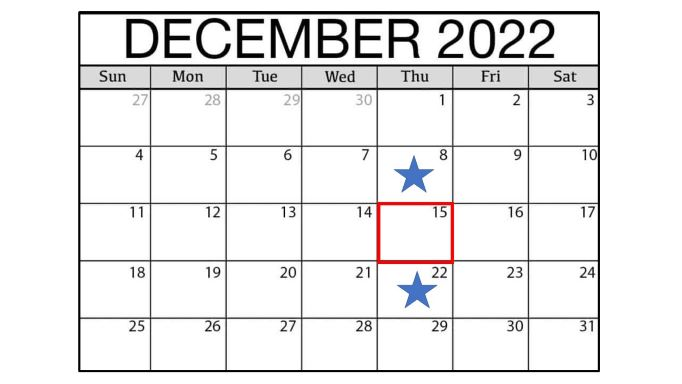 DECEMBER 2022
Sun Mon Tue Wed Thu Fri Sat
27 28 29 30 1 2 3
4 5 6 7 8 9 10
11 12 13 14 15 16 17
18 19 20 21 22 23 24
25 26 27 28 29 30 31